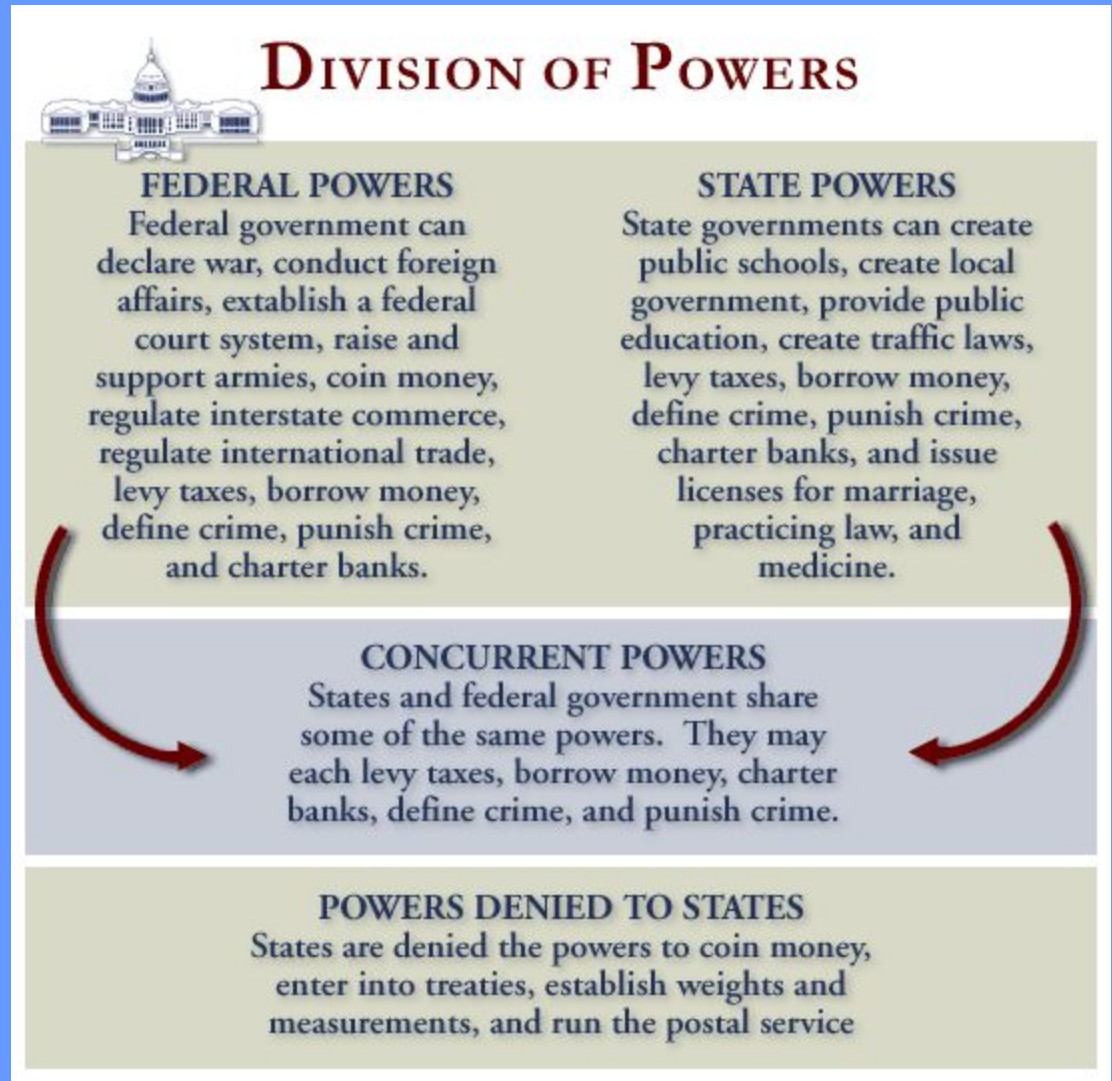 DIVISION OF POWERS
FEDERAL POWERS
Federal government can
declare war, conduct foreign
affairs, extablish a federal
court system, raise and
support armies, coin money,
regulate interstate commerce,
regulate international trade,
levy taxes, borrow money,
define crime, punish crime,
and charter banks.
STATE POWERS
State governments can create
public schools, create local
government, provide public
education, create traffic laws,
levy taxes, borrow money,
define crime, punish crime,
charter banks, and issue
licenses for marriage,
practicing law, and
medicine.
CONCURRENT POWERS
States and federal government share
some of the same powers.  They may
each levy taxes, borrow money, charter
banks, define crime, and punish crime.
POWERS DENIED TO STATES
States are denied the powers to coin money,
enter into treaties, establish weights and
measurements, and run the postal service